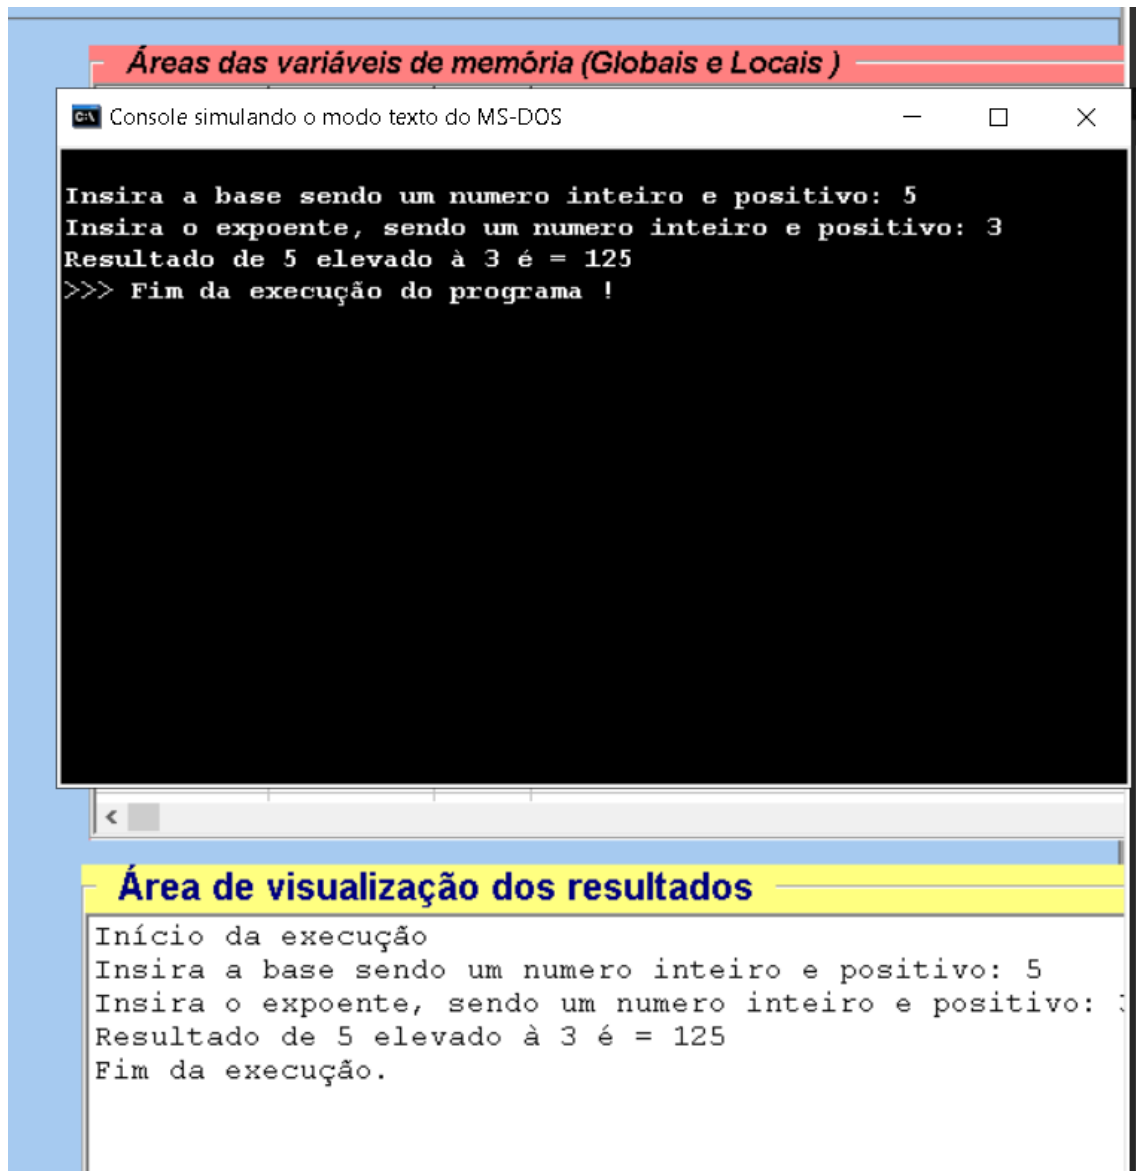 Áreas das variáveis de memória (Globais e Locais )
Console simulando o modo texto do MS-DOS
Insira a base sendo um numero inteiro e positivo: 5
Insira o expoente, sendo um numero inteiro e positivo: 3
Resultado de 5 elevado à 3 é = 125
>>> Fim da execução do programa !
Área de visualização dos resultados
Início da execução
Insira a base sendo um numero inteiro e positivo: 5
Insira o expoente, sendo um numero inteiro e positivo:
Resultado de 5 elevado à 3 é = 125
Fim da execução.